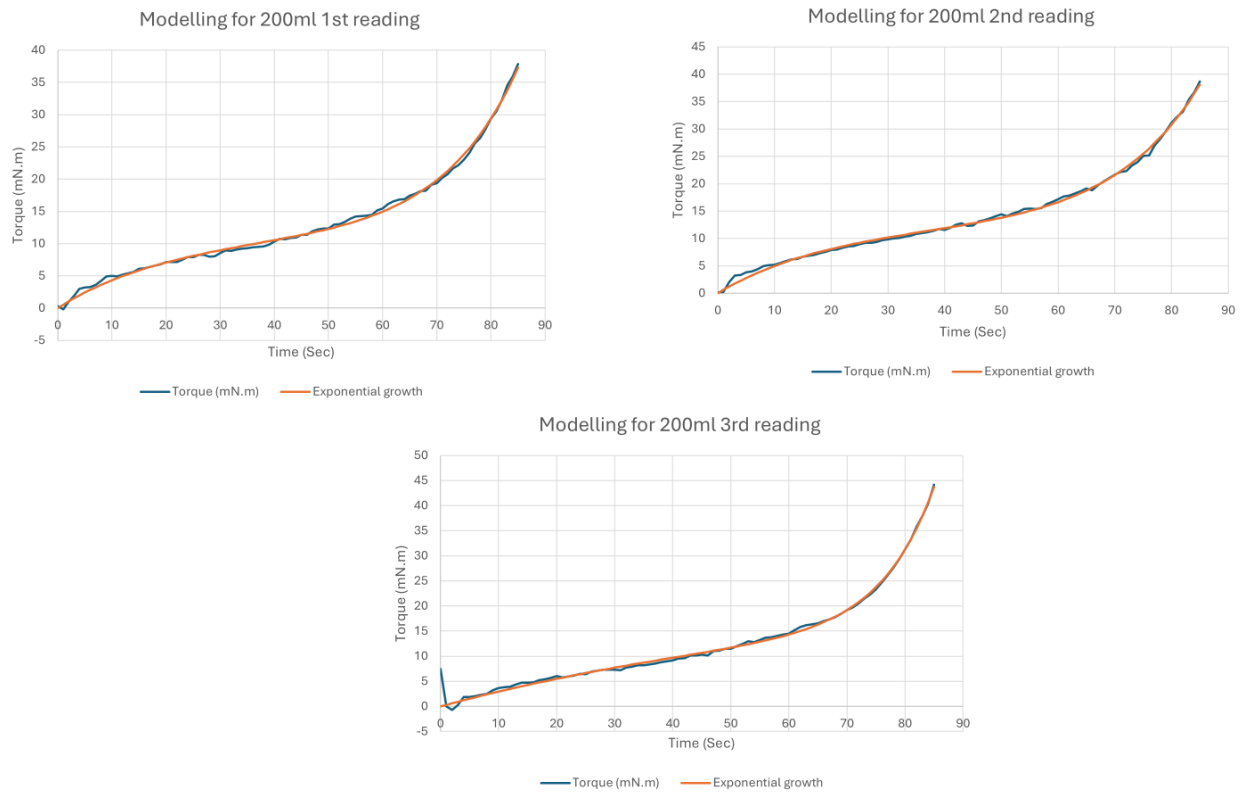 Modelling for 200ml 1st reading
40
35
30
25
20
15
10
5
0
-5
0 10 20 30 40 50 60 70 80 90
Torque (mN.m)
Time (Sec)
Torque (mN.m) Exponential growth
Modelling for 200ml 2nd reading
45
40
35
30
25
20
15
10
5
0
0 10 20 30 40 50 60 70 80 90
Torque (mN.m)
Time (Sec)
Torque (mN.m) Exponential growth
Modelling for 200ml 3rd reading
50
45
40
35
30
25
20
15
10
5
0
-5
0 10 20 30 40 50 60 70 80 90
Torque (mN.m)
Time (Sec)
Torque (mN.m) Exponential growth